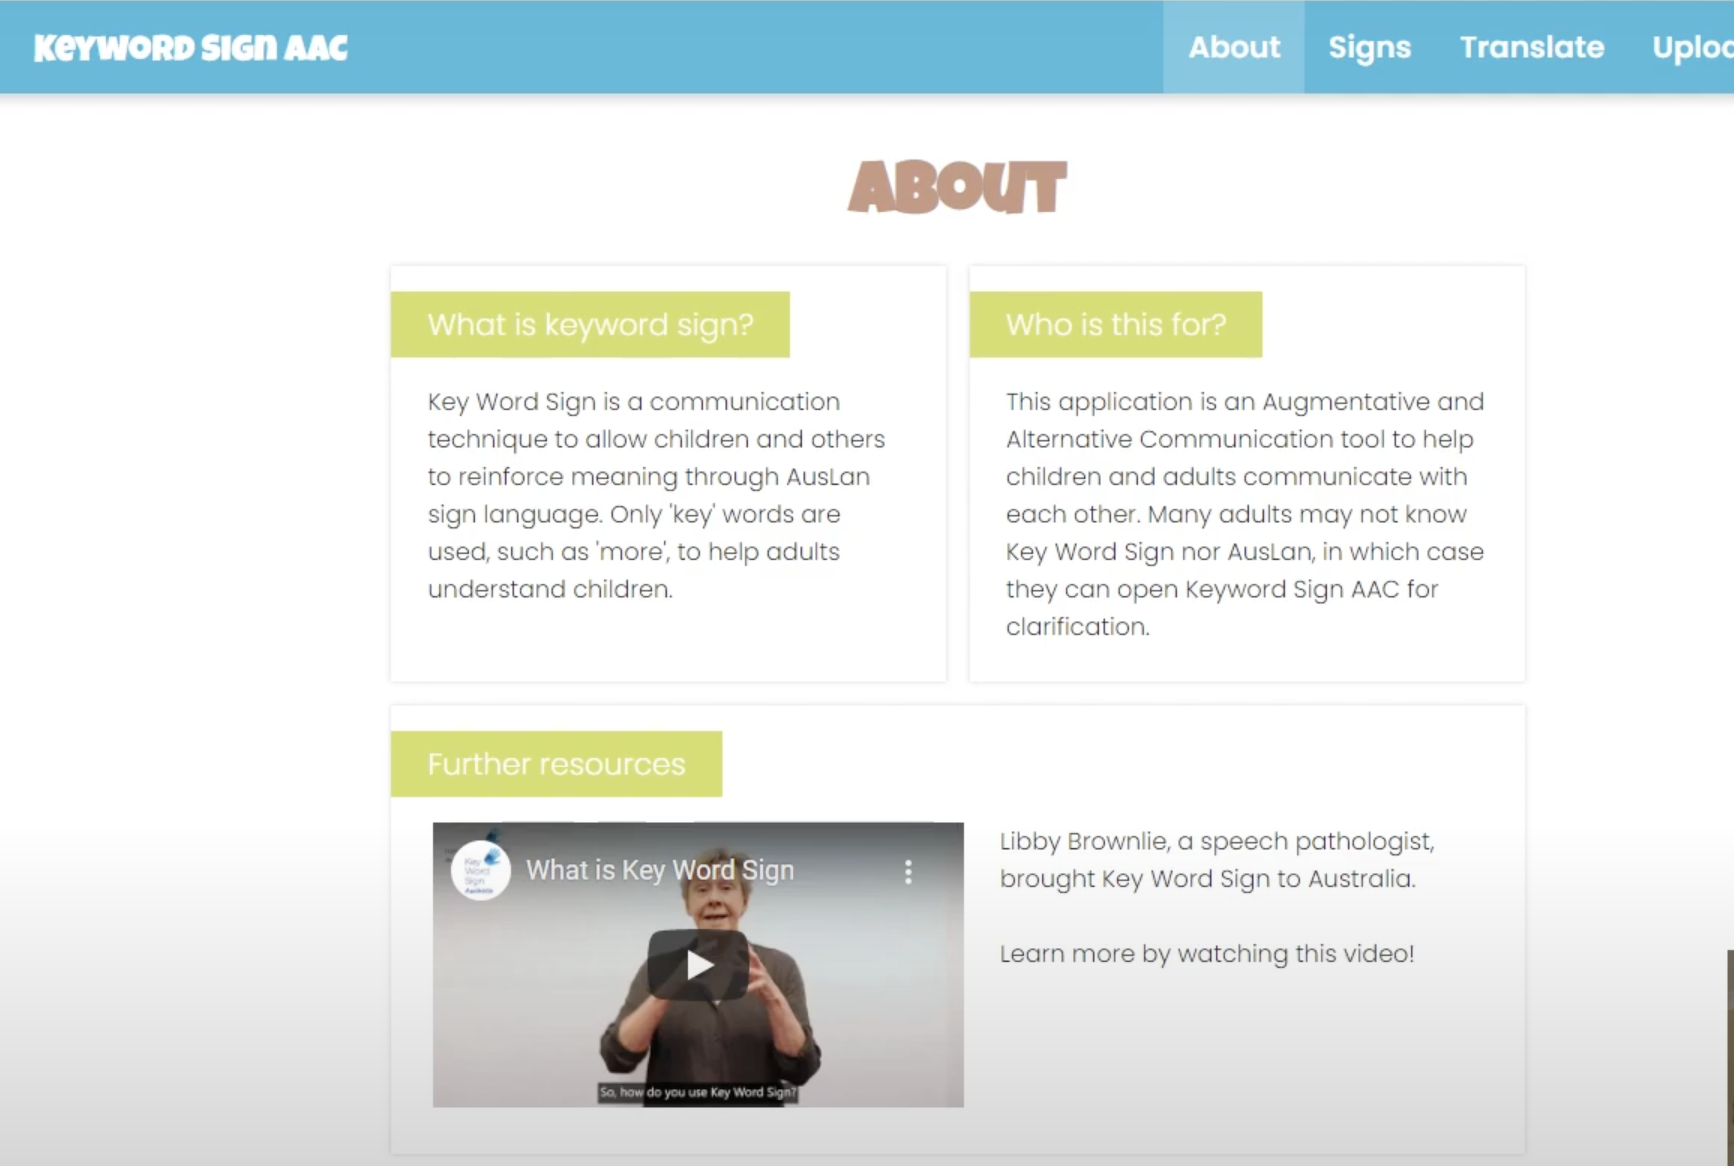 Keyword Sign AAC
About
Signs
Translate
ABOUT
What is keyword sign?
Key Word Sign is a communication
technique to allow children and others
to reinforce meaning through AusLan
sign language. Only 'key' words are
used, such as 'more', to help adults
understand children.
Who is this for?
This application is an Augmentative and
Alternative Communication tool to help
children and adults communicate with
each other. Many adults may not know
Key Word Sign nor AusLan, in which case
they can open Keyword Sign AAC for
clarification.
Further resources
Key
Word
Sign
What is Key Word Sign
So, how do you use Key Word Sign?
Libby Brownlie, a speech pathologist,
brought Key Word Sign to Australia.
Learn more by watching this video!